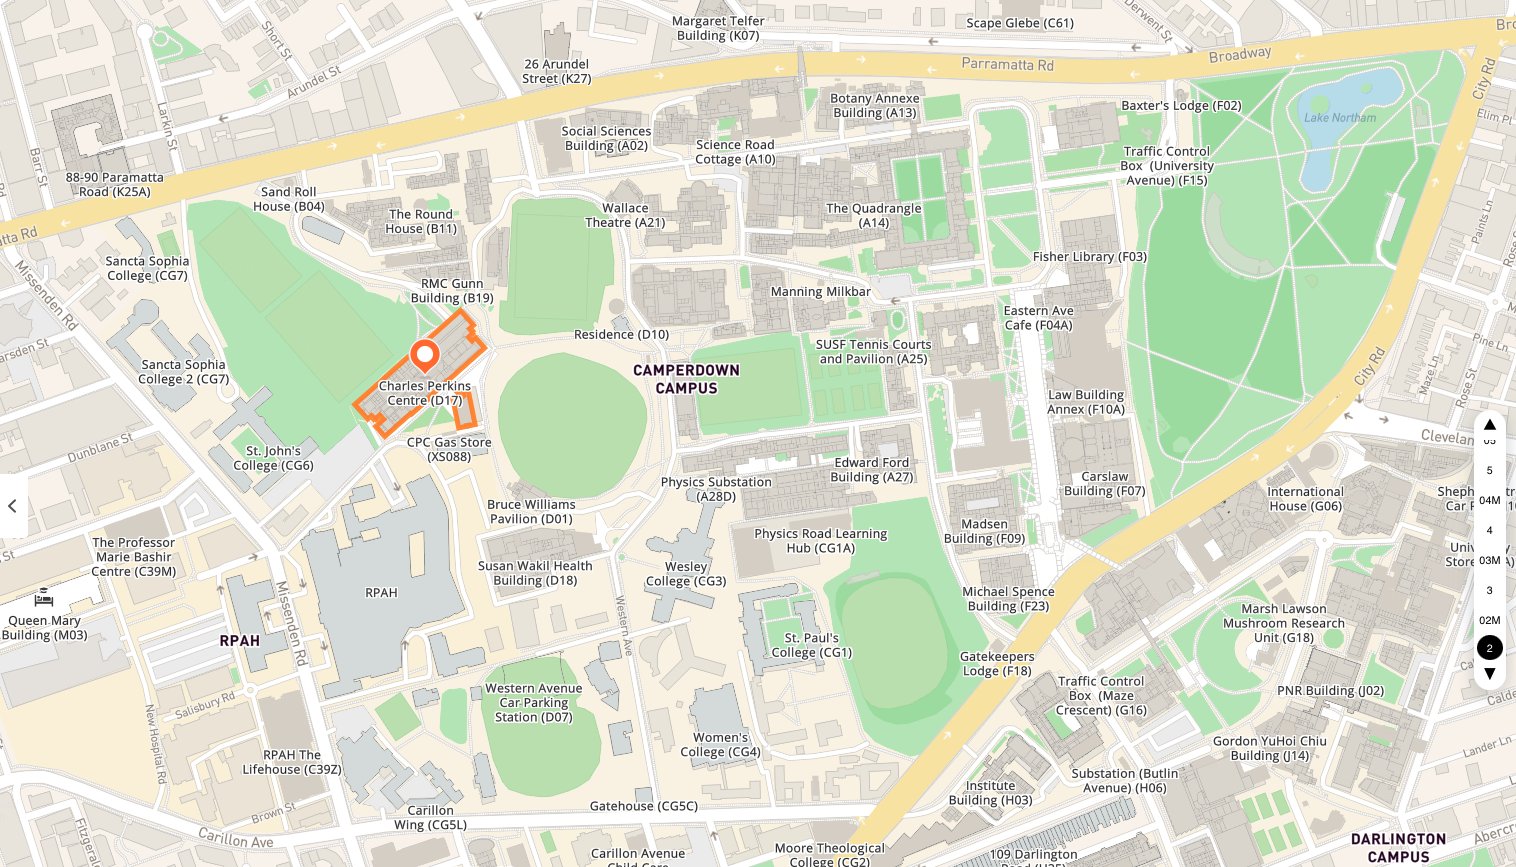 Margaret Telfer
Building (K07)
Scape Glebe (C61)
Derwent St
Short St
26 Arundel
Street (K27)
Arundel St
Parramatta Rd
Broadway
City Rd
Larkin St
Barr St
Botany Annexe
Building (A13)
Baxter's Lodge (F02)
Lake Northam
Elim Pl
Social Sciences
Building (A02)
Science Road
Cottage (A10)
Traffic Control
Box (University
Avenue) (F15)
88-90 Paramatta
Road (K25A)
Sand Roll
House (B04)
The Round
House (B11)
Wallace
Theatre (A21)
The Quadrangle
(A14)
Paints Ln
atta Rd
Sancta Sophia
College (CG7)
Fisher Library (F03)
Missenden Rd
RMC Gunn
Building (B19)
Manning Milkbar
Eastern Ave
Cafe (F04A)
Residence (D10)
SUSF Tennis Courts
and Pavilion (A25)
Pine Ln
Sancta Sophia
College 2 (CG7)
CAMPERDOWN
CAMPUS
City Rd
Maze Ln
Rose St
Charles Perkins
Centre (D17)
Law Building
Annex (F10A)
Dunblane St
St. John's
College (CG6)
CPC Gas Store
(XS088)
Edward Ford
Building (A27)
Physics Substation
(A28D)
Carslaw
Building (F07)
International
House (G06)
05
5
04M
4
03M
3
02M
2
Bruce Williams
Pavilion (D01)
Madsen
Building (F09)
Physics Road Learning
Hub (CG1A)
The Professor
Marie Bashir
Centre (C39M)
Susan Wakil Health
Building (D18)
Wesley
College (CG3)
RPAH
Michael Spence
Building (F23)
Queen Mary
Building (M03)
Missenden Rd
Western Ave
Marsh Lawson
Mushroom Research
Unit (G18)
RPAH
St. Paul's
College (CG1)
Gatekeepers
Lodge (F18)
Traffic Control
Box (Maze
Crescent) (G16)
PNR Building (J02)
Salisbury Rd
New Hospital Rd
Western Avenue
Car Parking
Station (D07)
Women's
College (CG4)
Gordon YuHoi Chiu
Building (J14)
Lander Ln
RPAH The
Lifehouse (C39Z)
Substation (Butlin
Avenue) (H06)
Institute
Building (H03)
Gatehouse (CG5C)
Brown St
Carillon
Wing (CG5L)
Carillon Ave
Carillon Avenue
Moore Theological
College (CG2)
109 Darlington
DARLINGTON
CAMPUS